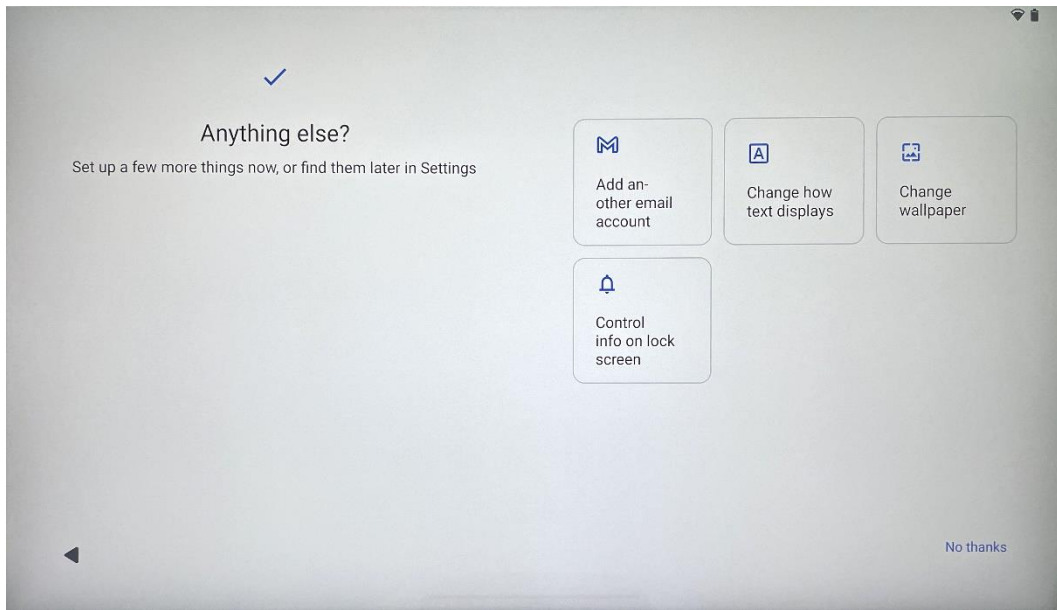 Anything else?
Set up a few more things now, or find them later in Settings
Add an-
other email
account
Change how
text displays
Change
wallpaper
Control
info on lock
screen
No thanks